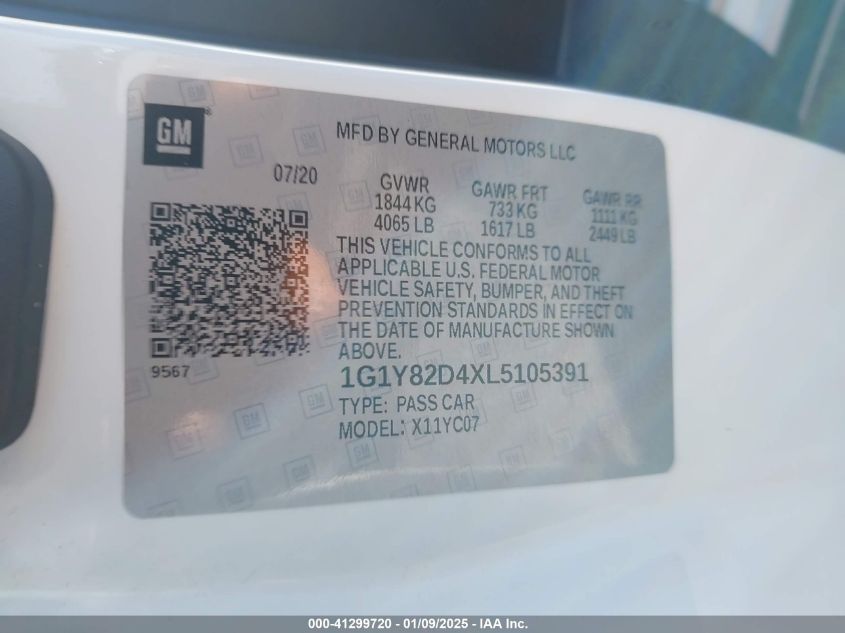 GM
®
MFD BY GENERAL MOTORS LLC
07/20
GVWR GAWR FRT GAWR RR
1844 KG 733 KG 1111 KG
4065 LB 1617 LB 2449 LB
THIS VEHICLE CONFORMS TO ALL
APPLICABLE U.S. FEDERAL MOTOR
VEHICLE SAFETY, BUMPER, AND THEFT
PREVENTION STANDARDS IN EFFECT ON
THE DATE OF MANUFACTURE SHOWN
ABOVE.
9567
1G1Y82D4XL5105391
TYPE: PASS CAR
MODEL: X11YC07
000-41299720 - 01/09/2025 - IAA Holdings, LLC.